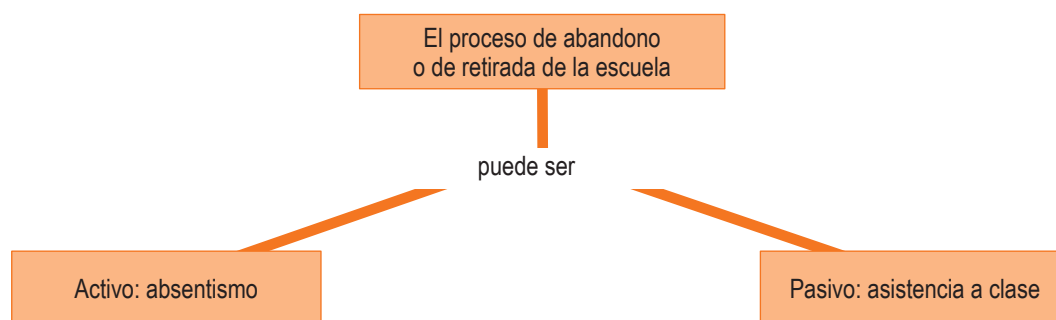 El proceso de abandono
o de retirada de la escuela
puede ser
Activo: absentismo
Pasivo: asistencia a clase